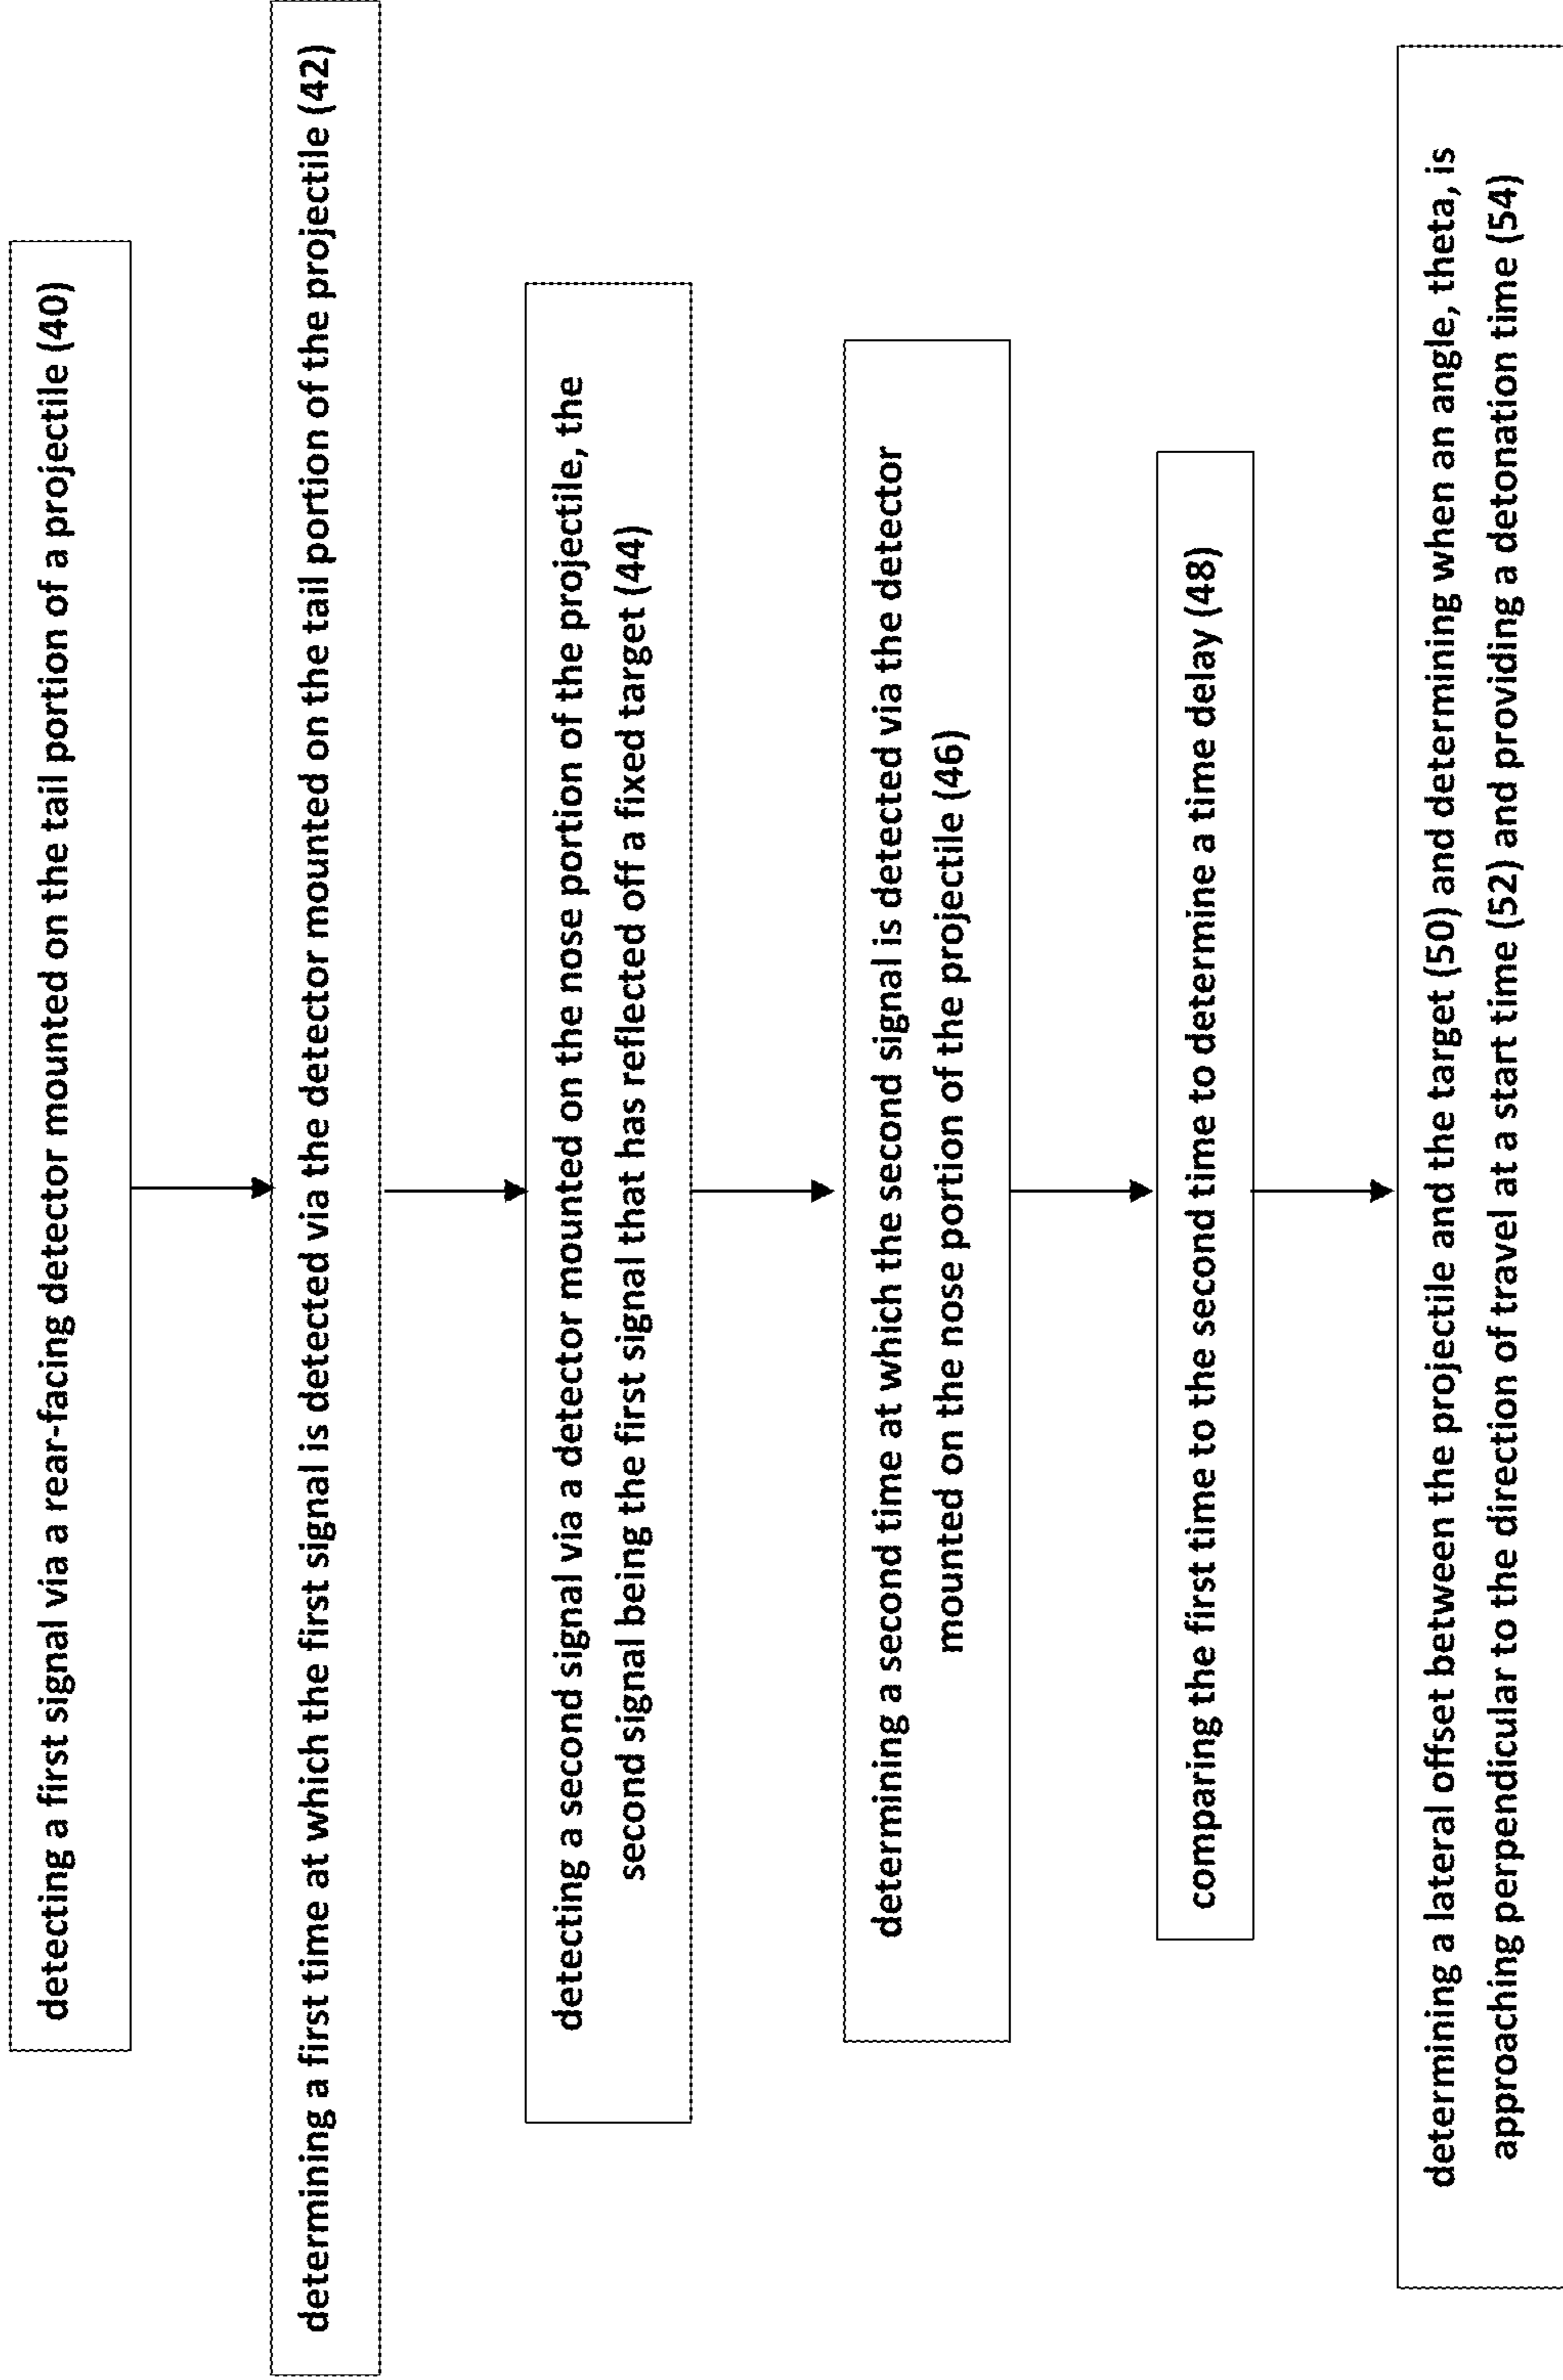 detecting a first signal via a rear-facing detector mounted on the tail portion of a projectile (40)
determining a first time at which the first signal is detected via the detector mounted on the tail portion of the projectile (42)
detecting a second signal via a detector mounted on the nose portion of the projectile, the
second signal being the first signal that has reflected off a fixed target (44)
determining a second time at which the second signal is detected via the detector
mounted on the nose portion of the projectile (46)
comparing the first time to the second time to determine a time delay (48)
determining a lateral offset between the projectile and the target (50) and determining when an angle, theta, is
approaching perpendicular to the direction of travel at a start time (52) and providing a detonation time (54)